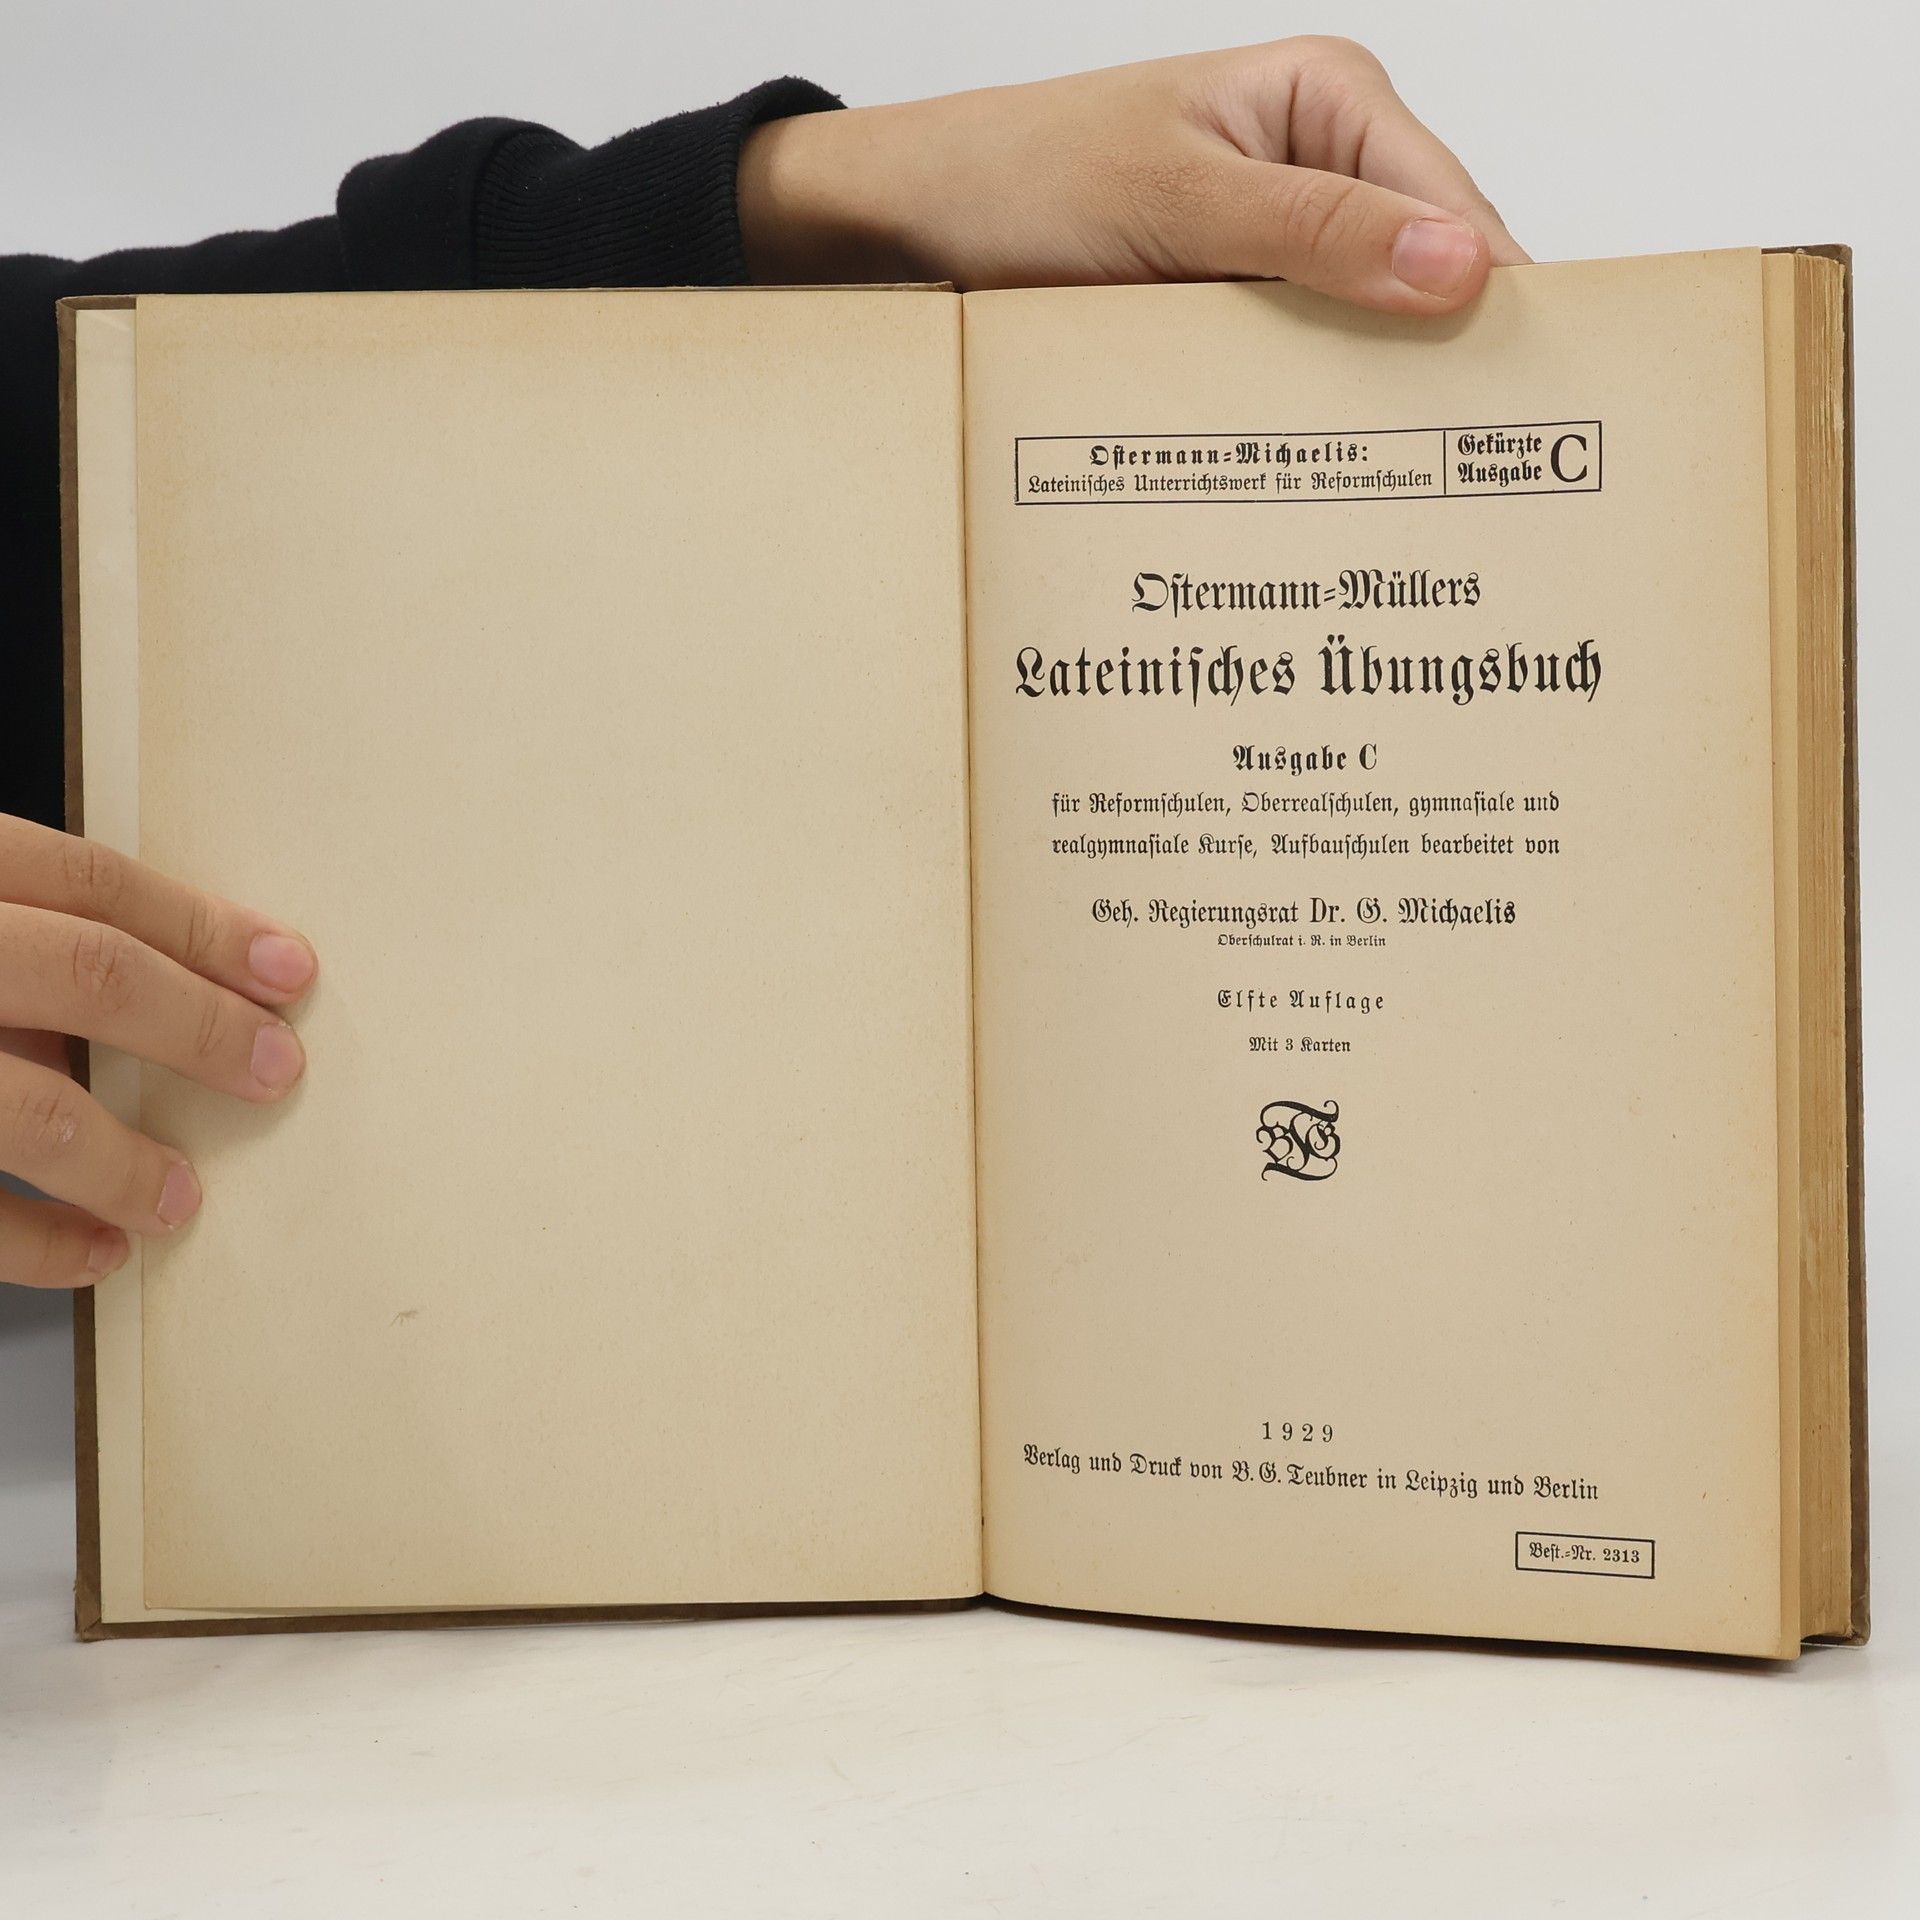 Ostermann-Michaelis:
Lateinisches Unterrichtswerk für Reformschulen
Gekürzte
Ausgabe C
Ostermann-Müllers
Lateinisches Übungsbuch
Ausgabe C
für Reformschulen, Oberrealschulen, gymnasiale und
realgymnasiale Kurse, Aufbauschulen bearbeitet von
Geh. Regierungsrat Dr. G. Michaelis
Oberschulrat i. R. in Berlin
Elfte Auflage
Mit 3 Karten
BTG
1929
Verlag und Druck von B. G. Teubner in Leipzig und Berlin
Best.-Nr. 2313